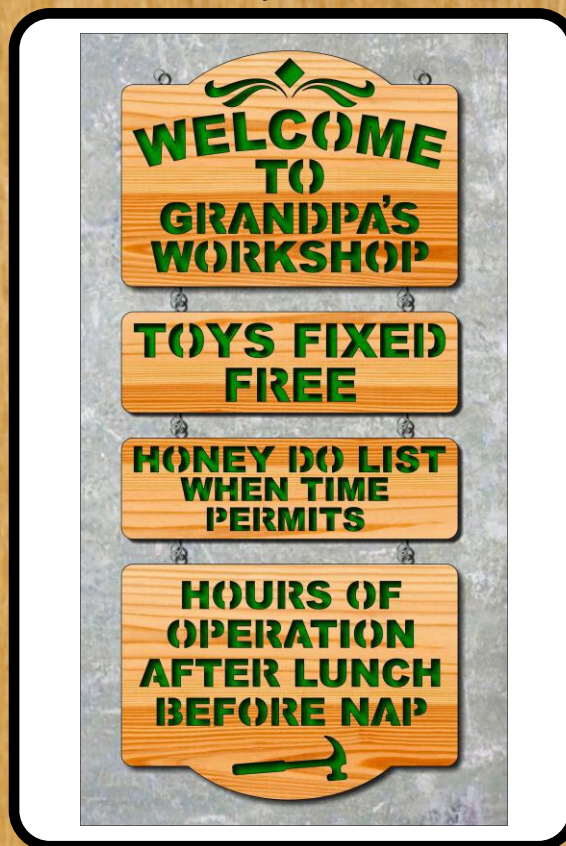 WELCOME
TO
GRANDPA'S
WORKSHOP
TOYS FIXED
FREE
HONEY DO LIST
WHEN TIME
PERMITS
HOURS OF
OPERATION
AFTER LUNCH
BEFORE NAP